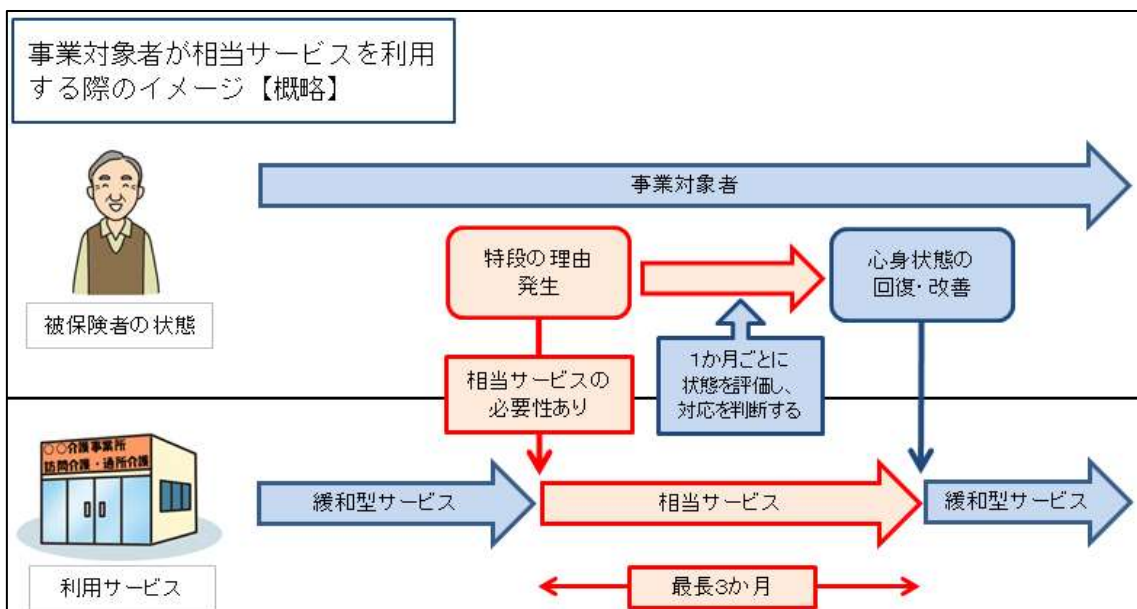 事業対象者が相当サービスを利用
する際のイメージ【概略】
事業対象者
特段の理由
発生
心身状態の
回復・改善
被保険者の状態
1か月ごとに
状態を評価し、
対応を判断する
相当サービスの
必要性あり
○○介護事業所
訪問介護・通所介護
緩和型サービス
相当サービス
緩和型サービス
利用サービス
最長3か月